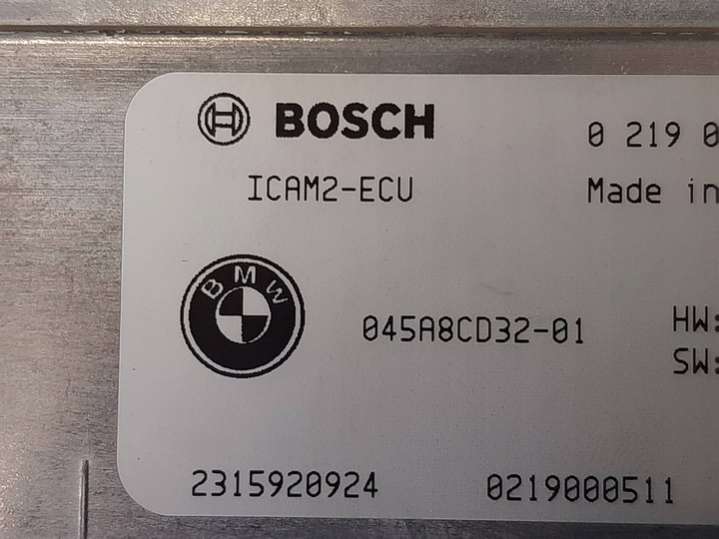 BOSCH
0 219 0
ICAM2-ECU
Made in
BMW
045A8CD32-01
HW:
SW:
2315920924
0219000511